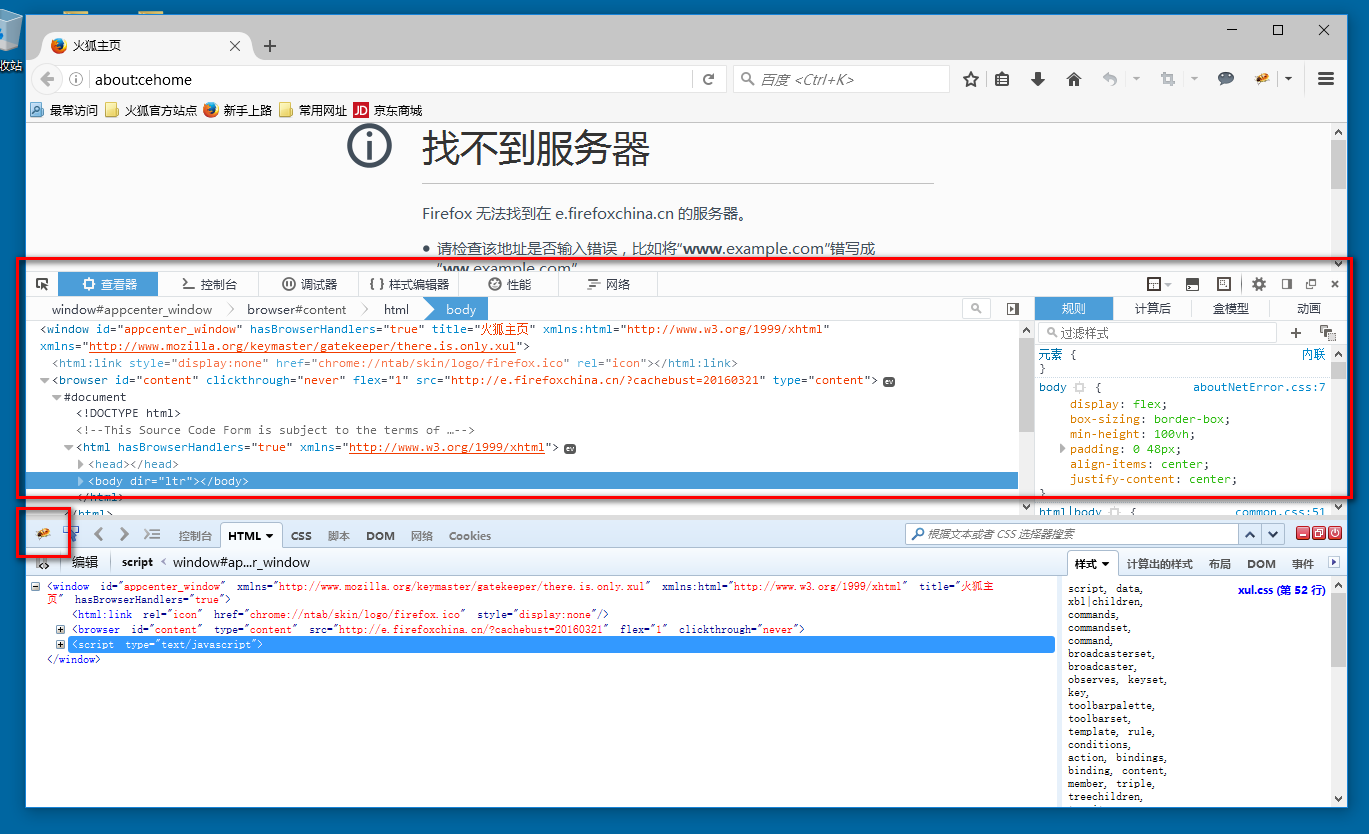 收站
火狐主页
about:cehome
百度 <Ctrl+K>
最常访问 火狐官方站点 新手上路 常用网址 JD 京东商城
找不到服务器
Firefox 无法找到在 e.firefoxchina.cn 的服务器。
• 请检查该地址是否输入错误，比如将“www.example.com”错写成
“ww.example.com”
查看器 控制台 调试器 { } 样式编辑器 性能 网络
window#appcenter_window browser#content html body
规则 计算后 盒模型 动画
<window id="appcenter_window" hasBrowserHandlers="true" title="火狐主页" xmlns:html="http://www.w3.org/1999/xhtml"
xmlns="http://www.mozilla.org/keymaster/gatekeeper/there.is.only.xul">
<html:link style="display:none" href="chrome://ntab/skin/logo/firefox.ico" rel="icon"></html:link>
<browser id="content" clickthrough="never" flex="1" src="http://e.firefoxchina.cn/?cachebust=20160321" type="content"> ev
#document
<!DOCTYPE html>
<!--This Source Code Form is subject to the terms of …-->
<html hasBrowserHandlers="true" xmlns="http://www.w3.org/1999/xhtml"> ev
<head></head>
<body dir="ltr"></body>
</html>
</html>
过滤样式
元素 { 内联
}
body { aboutNetError.css:7
display: flex;
box-sizing: border-box;
min-height: 100vh;
padding: 0 48px;
align-items: center;
justify-content: center;
}
html|body { common.css:51
控制台 HTML CSS 脚本 DOM 网络 Cookies
根据文本或者 CSS 选择器搜索
编辑 script < window#ap...r_window
样式 计算出的样式 布局 DOM 事件
<window id="appcenter_window" xmlns="http://www.mozilla.org/keymaster/gatekeeper/there.is.only.xul" xmlns:html="http://www.w3.org/1999/xhtml" title="火狐主
页" hasBrowserHandlers="true">
<html:link rel="icon" href="chrome://ntab/skin/logo/firefox.ico" style="display:none"/>
<browser id="content" type="content" src="http://e.firefoxchina.cn/?cachebust=20160321" flex="1" clickthrough="never">
<script type="text/javascript">
</window>
script, data, xul.css (第 52 行)
xbl|children,
commands,
commandset,
command,
broadcasterset,
broadcaster,
observes, keyset,
key,
toolbarpalette,
toolbarset,
template, rule,
conditions,
action, bindings,
binding, content,
member, triple,
treechildren,